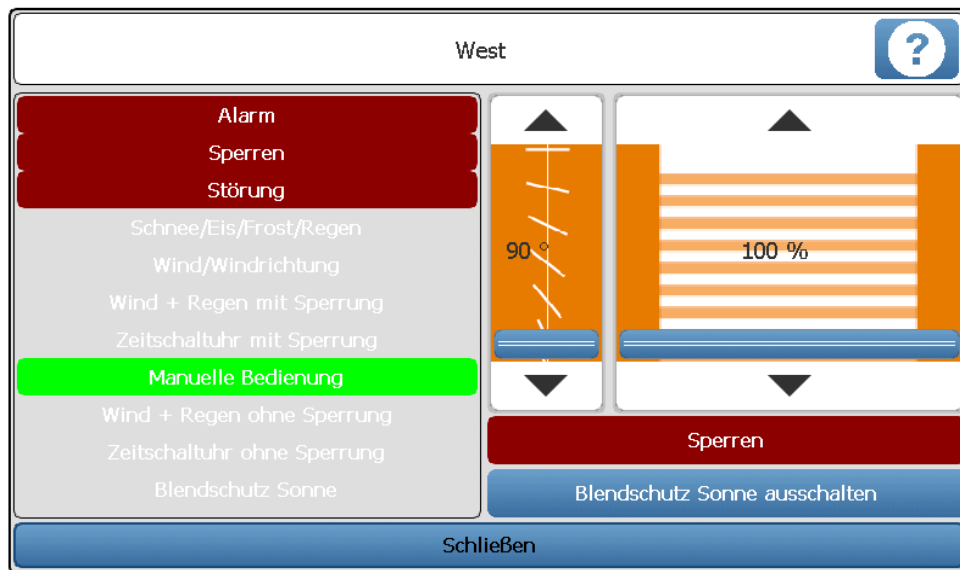 West
?
Alarm
Sperren
Störung
Schnee/Eis/Frost/Regen
Wind/Windrichtung
Wind + Regen mit Sperrung
Zeitschaltuhr mit Sperrung
Manuelle Bedienung
Wind + Regen ohne Sperrung
Zeitschaltuhr ohne Sperrung
Blendschutz Sonne
90 °
100 %
Sperren
Blendschutz Sonne ausschalten
Schließen